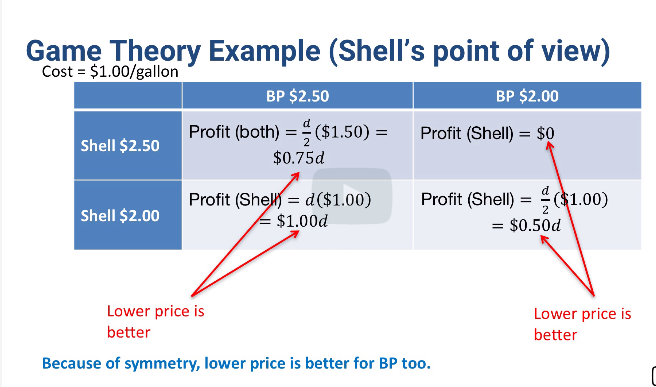 Game Theory Example (Shell's point of view)
Cost = $1.00/gallon
BP $2.50
BP $2.00
Shell $2.50
Profit (both) = d/2 ($1.50) =
$0.75d
Profit (Shell) = $0
Shell $2.00
Profit (Shell) = d($1.00)
= $1.00d
Profit (Shell) = d/2 ($1.00)
= $0.50d
Lower price is
better
Lower price is
better
Because of symmetry, lower price is better for BP too.